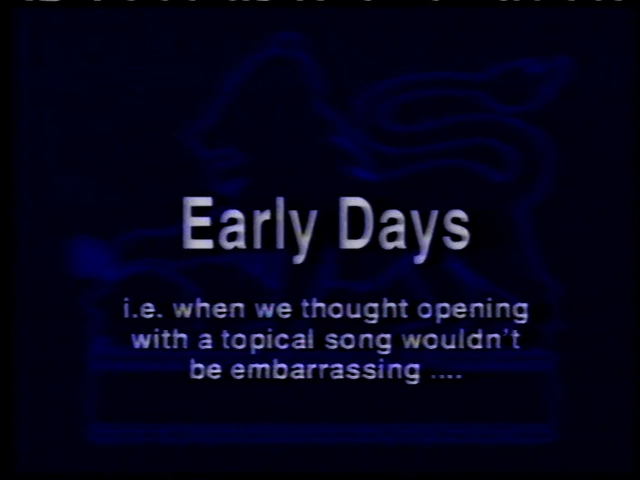 Early Days
i.e. when we thought opening
with a topical song wouldn't
be embarrassing ....